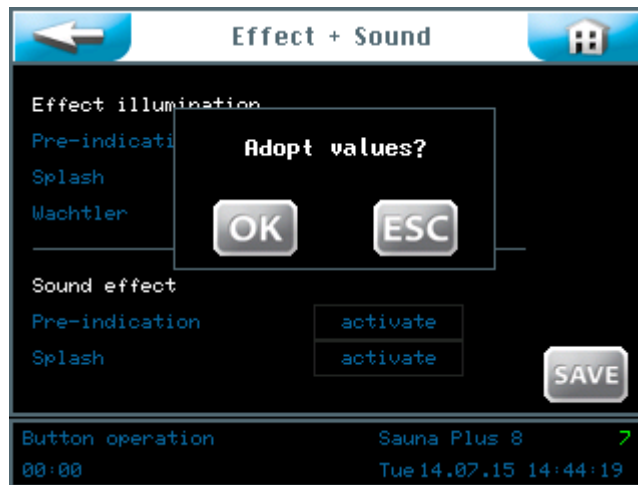 Effect + Sound
Effect illumination
Pre-indicati
Adopt values?
Splash
Wachtler
OK ESC
Sound effect
Pre-indication activate
Splash activate
SAVE
Button operation Sauna Plus 8 7
00:00 Tue 14.07.15 14:44:19